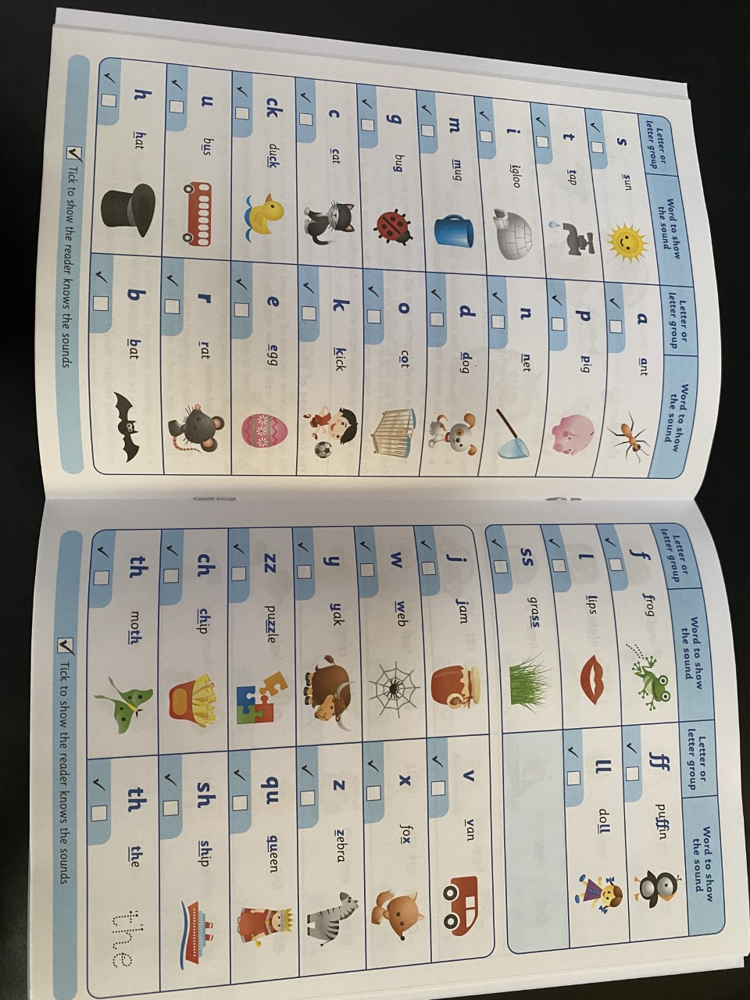 Letter or letter group
Word to show the sound
Letter or letter group
Word to show the sound
s sun
a ant
t tap
p pig
i igloo
n net
m mug
d dog
g bug
o cot
c cat
k kick
ck duck
e egg
u bus
r rat
h hat
b bat
Tick to show the reader knows the sounds
Letter or letter group
Word to show the sound
Letter or letter group
Word to show the sound
f frog
ff puffin
l lips
ll doll
ss grass
j jam
v van
w web
x fox
y yak
z zebra
zz puzzle
qu queen
ch chip
sh ship
th moth
th the
the
Tick to show the reader knows the sounds